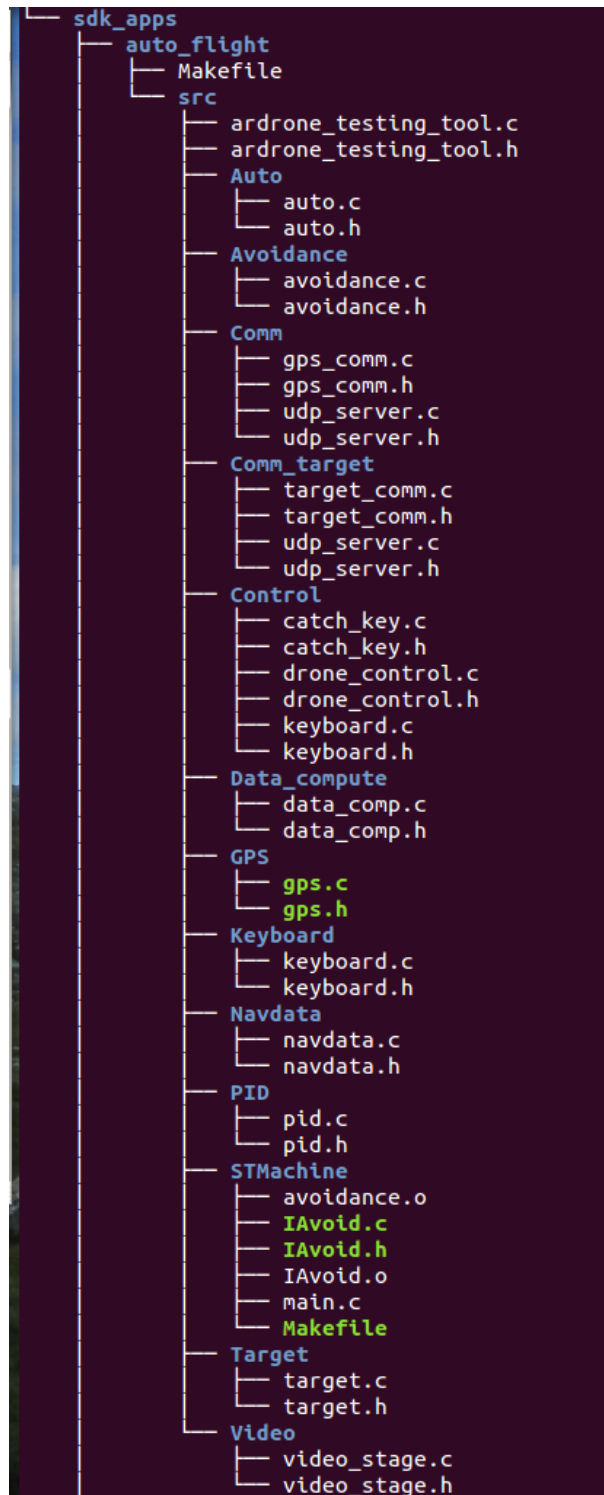 └── sdk_apps
    ├── auto_flight
    │   ├── Makefile
    │   └── src
    │       ├── ardrone_testing_tool.c
    │       ├── ardrone_testing_tool.h
    │       ├── Auto
    │       │   ├── auto.c
    │       │   └── auto.h
    │       ├── Avoidance
    │       │   ├── avoidance.c
    │       │   └── avoidance.h
    │       ├── Comm
    │       │   ├── gps_comm.c
    │       │   ├── gps_comm.h
    │       │   ├── udp_server.c
    │       │   └── udp_server.h
    │       ├── Comm_target
    │       │   ├── target_comm.c
    │       │   ├── target_comm.h
    │       │   ├── udp_server.c
    │       │   └── udp_server.h
    │       ├── Control
    │       │   ├── catch_key.c
    │       │   ├── catch_key.h
    │       │   ├── drone_control.c
    │       │   ├── drone_control.h
    │       │   ├── keyboard.c
    │       │   └── keyboard.h
    │       ├── Data_compute
    │       │   ├── data_comp.c
    │       │   └── data_comp.h
    │       ├── GPS
    │       │   ├── gps.c
    │       │   └── gps.h
    │       ├── Keyboard
    │       │   ├── keyboard.c
    │       │   └── keyboard.h
    │       ├── Navdata
    │       │   ├── navdata.c
    │       │   └── navdata.h
    │       ├── PID
    │       │   ├── pid.c
    │       │   └── pid.h
    │       ├── STMachine
    │       │   ├── avoidance.o
    │       │   ├── IAvoid.c
    │       │   ├── IAvoid.h
    │       │   ├── IAvoid.o
    │       │   ├── main.c
    │       │   └── Makefile
    │       ├── Target
    │       │   ├── target.c
    │       │   └── target.h
    │       └── Video
    │           ├── video_stage.c
    │           └── video_stage.h